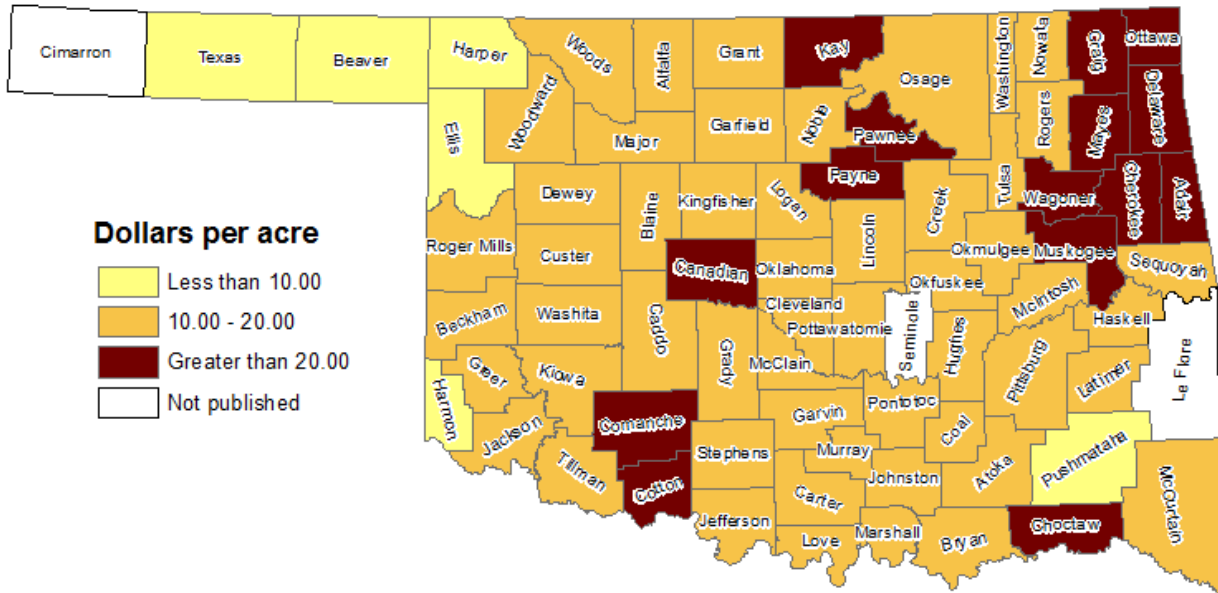 Cimarron
Texas
Beaver
Harper
Woods
Alfalfa
Grant
Kay
Osage
Washington
Nowata
Craig
Ottawa
Ellis
Woodward
Major
Garfield
Noble
Pawnee
Rogers
Mayes
Delaware
Dewey
Blaine
Kingfisher
Logan
Payne
Creek
Tulsa
Wagoner
Cherokee
Adair
Dollars per acre
Less than 10.00
10.00 - 20.00
Greater than 20.00
Not published
Roger Mills
Custer
Canadian
Oklahoma
Lincoln
Okmulgee
Muskogee
Sequoyah
Beckham
Washita
Caddo
Grady
Cleveland
Pottawatomie
Seminole
Okfuskee
Hughes
McIntosh
Haskell
Le Flore
Harmon
Greer
Kiowa
McClain
Pittsburg
Latimer
Jackson
Comanche
Garvin
Pontotoc
Coal
Pushmataha
Tillman
Cotton
Stephens
Murray
Johnston
Atoka
McCurtain
Jefferson
Carter
Love
Marshall
Bryan
Choctaw